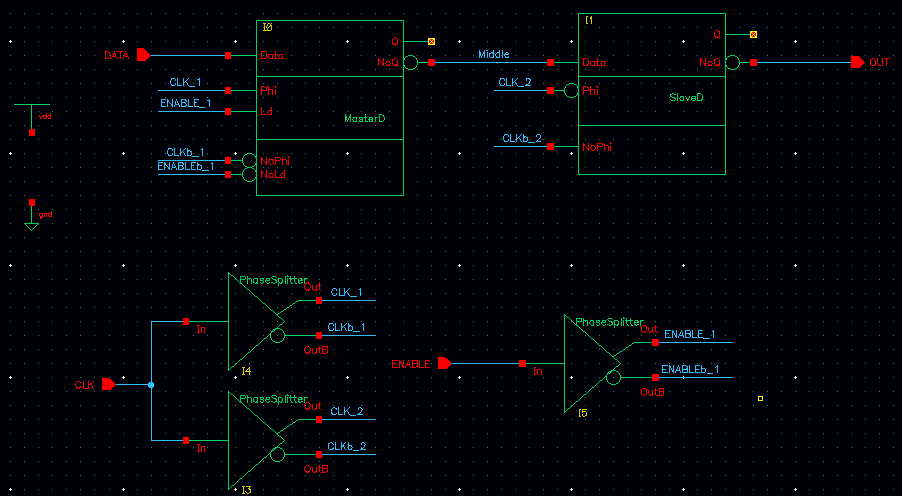 I0
I1
Q
Q
DATA
Data
NoQ
Middle
Data
NoQ
OUT
CLK_1
Phi
CLK_2
Phi
SlaveD
ENABLE_1
Ld
MasterD
vdd
CLKb_1
NoPhi
CLKb_2
NoPhi
ENABLEb_1
NoLd
gnd
PhaseSplitter
Out
CLK_1
In
CLKb_1
OutB
I4
PhaseSplitter
Out
ENABLE_1
ENABLE
In
ENABLEb_1
OutB
I5
CLK
PhaseSplitter
Out
CLK_2
In
CLKb_2
OutB
I3